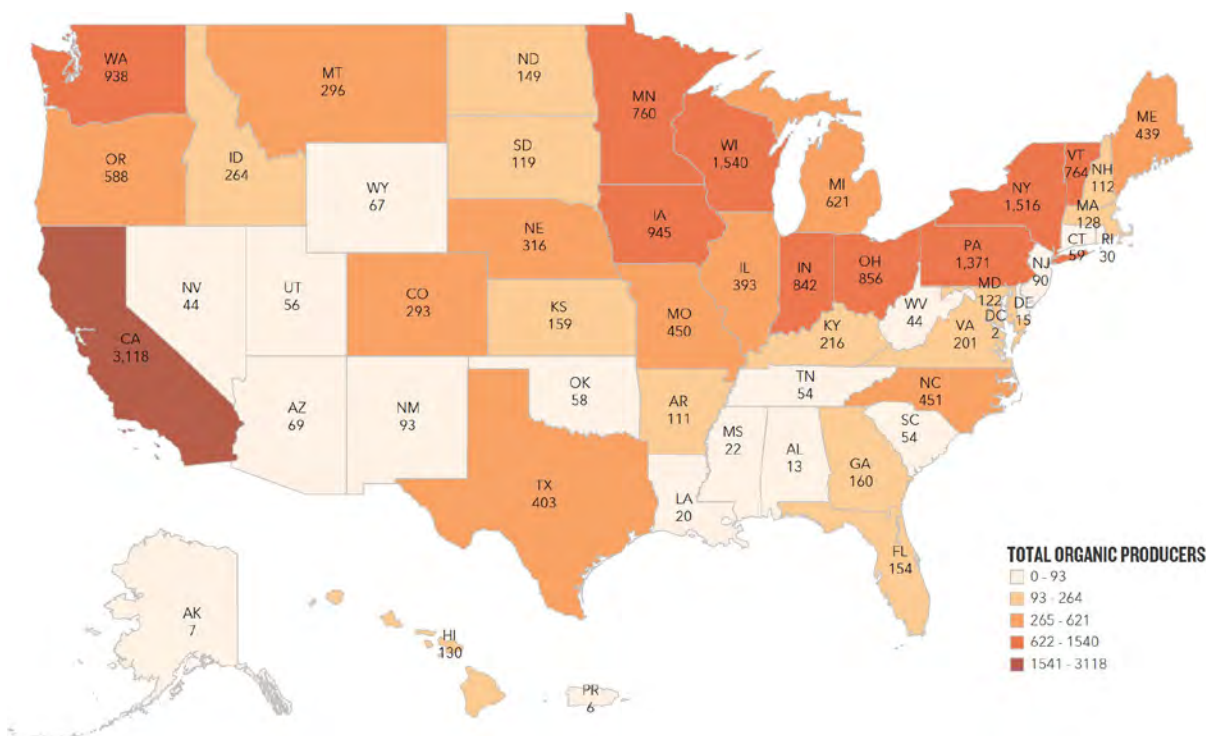 WA
938
MT
296
ND
149
MN
760
ME
439
OR
588
ID
264
WY
67
SD
119
WI
1,540
MI
621
NY
1,516
VT
764
NH
112
MA
128
CT
59
RI
30
NE
316
IA
945
IL
393
IN
842
OH
856
PA
1,371
NJ
90
MD
122
DE
15
DC
2
NV
44
UT
56
CO
293
KS
159
MO
450
KY
216
WV
44
VA
201
CA
3,118
AZ
69
NM
93
OK
58
AR
111
TN
54
NC
451
SC
54
TX
403
LA
20
MS
22
AL
13
GA
160
FL
154
AK
7
HI
130
PR
6
TOTAL ORGANIC PRODUCERS
0 - 93
93 - 264
265 - 621
622 - 1540
1541 - 3118